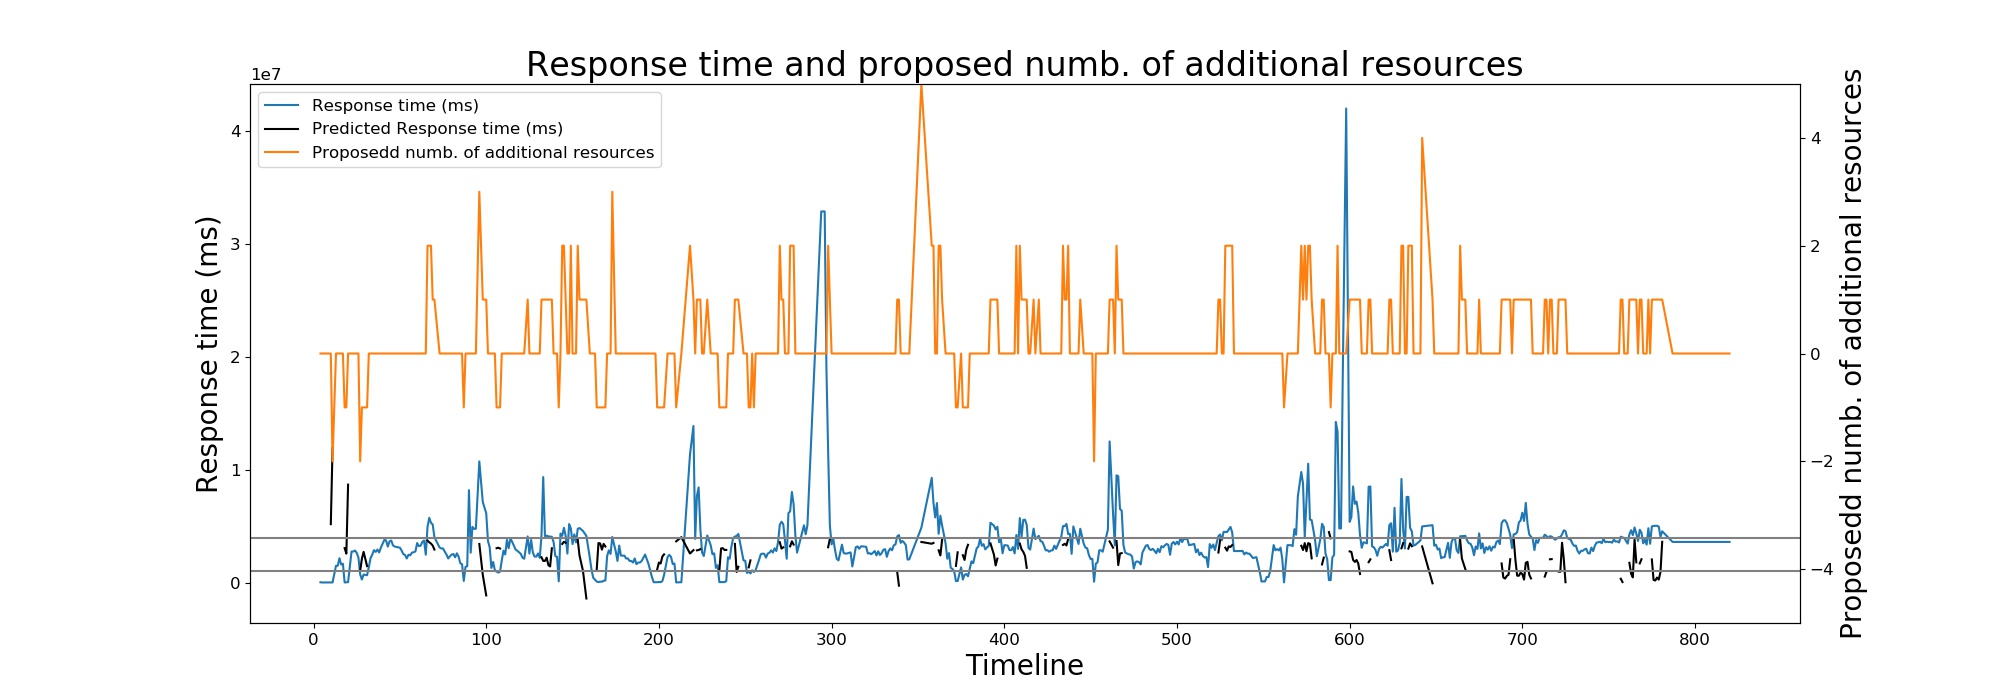 Response time and proposed numb. of additional resources
1e7
Response time (ms)
Predicted Response time (ms)
Proposedd numb. of additional resources
4
3
2
1
0
Response time (ms)
4
2
0
−2
−4
Proposedd numb. of additional resources
0 100 200 300 400 500 600 700 800
Timeline